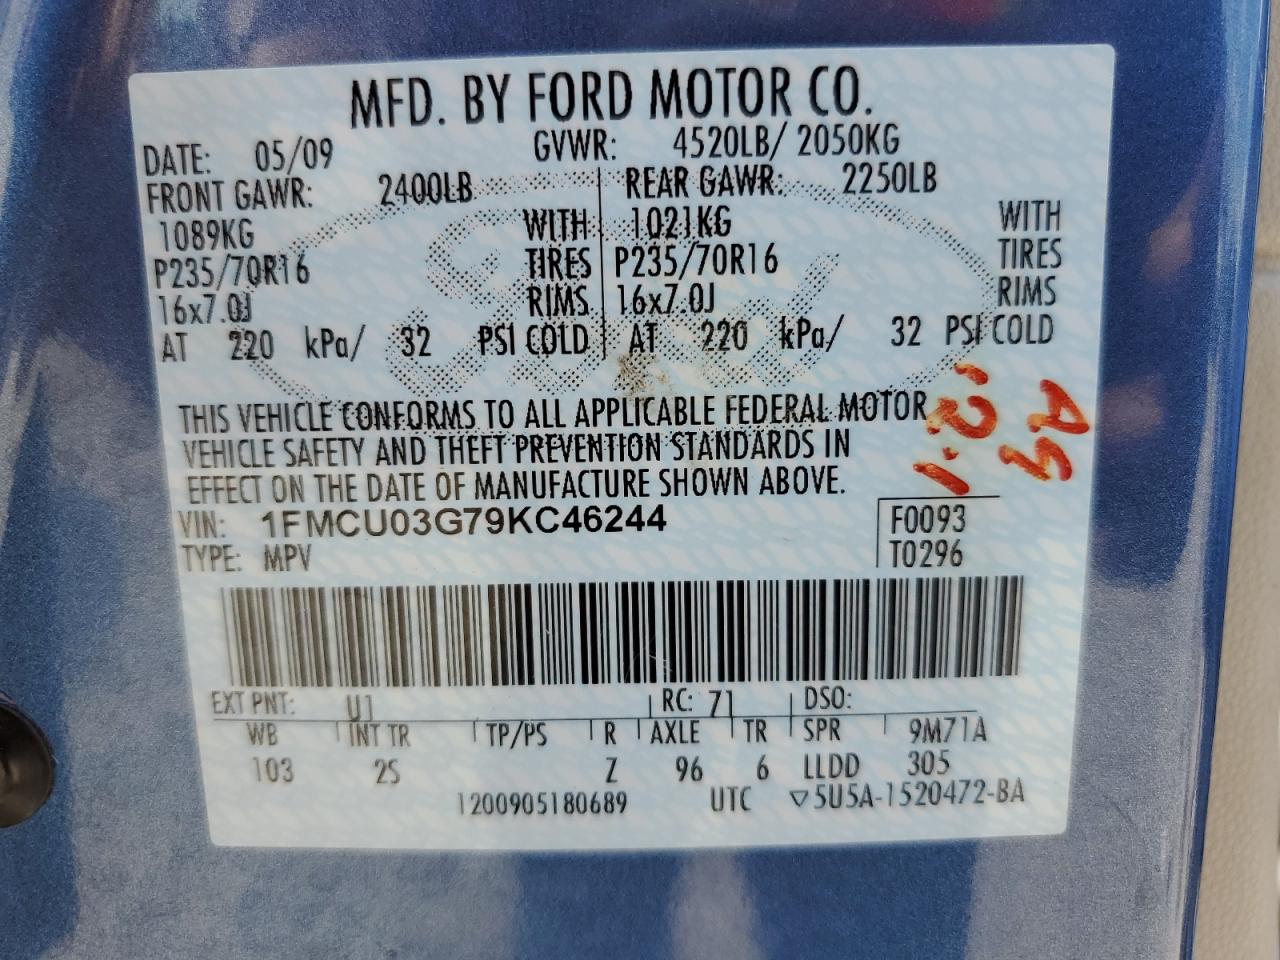 MFD. BY FORD MOTOR CO.
DATE: 05/09 GVWR: 4520LB/ 2050KG
FRONT GAWR: 2400LB REAR GAWR: 2250LB
1089KG WITH 1021KG WITH
P235/70R16 TIRES P235/70R16 TIRES
16x7.0J RIMS 16x7.0J RIMS
AT 220 kPa/ 32 PSI COLD AT 220 kPa/ 32 PSI COLD
THIS VEHICLE CONFORMS TO ALL APPLICABLE FEDERAL MOTOR
VEHICLE SAFETY AND THEFT PREVENTION STANDARDS IN
EFFECT ON THE DATE OF MANUFACTURE SHOWN ABOVE.
VIN: 1FMCU03G79KC46244 F0093
TYPE: MPV T0296
EXT PNT: U1 RC: 71 DSO:
WB INT TR TP/PS R AXLE TR SPR 9M71A
103 2S Z 96 6 LLDD 305
1200905180689 UTC ▽5U5A-1520472-BA